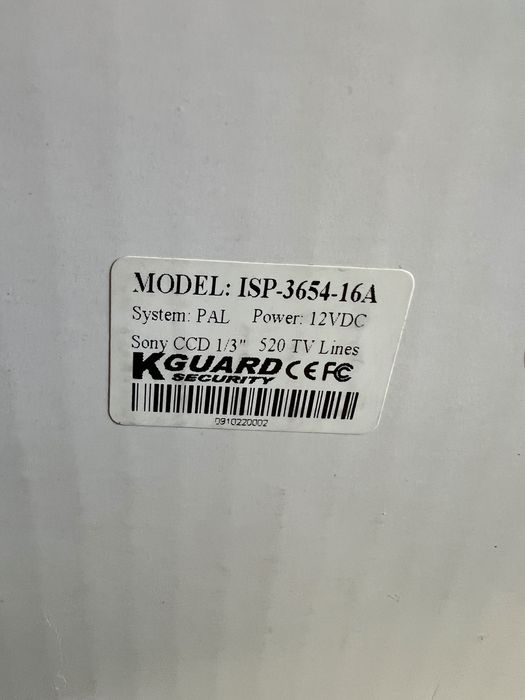 MODEL: ISP-3654-16A
System: PAL Power: 12VDC
Sony CCD 1/3" 520 TV Lines
KGUARD CE FC
SECURITY
0910220002